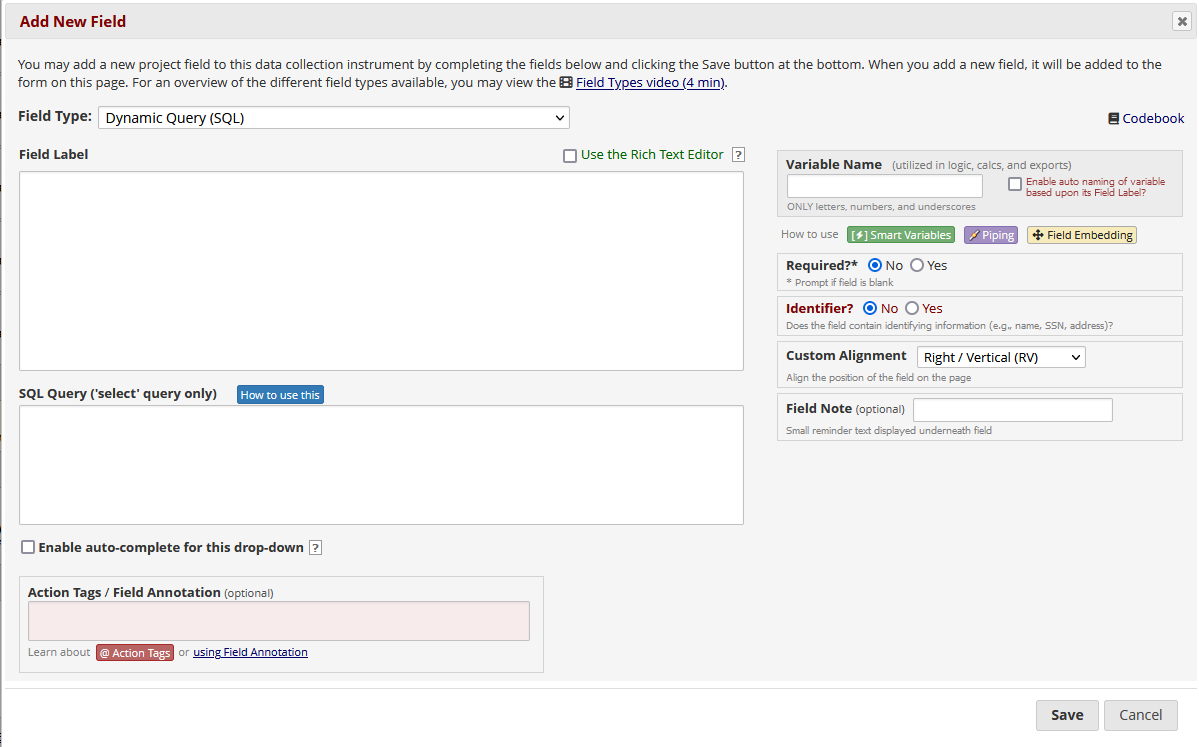 Add New Field
You may add a new project field to this data collection instrument by completing the fields below and clicking the Save button at the bottom. When you add a new field, it will be added to the
form on this page. For an overview of the different field types available, you may view the Field Types video (4 min).
Field Type: Dynamic Query (SQL)
Codebook
Field Label
Use the Rich Text Editor ?
Variable Name (utilized in logic, calcs, and exports)
Enable auto naming of variable
based upon its Field Label?
ONLY letters, numbers, and underscores
How to use [⚡] Smart Variables Piping Field Embedding
Required?* No Yes
* Prompt if field is blank
Identifier? No Yes
Does the field contain identifying information (e.g., name, SSN, address)?
Custom Alignment Right / Vertical (RV)
Align the position of the field on the page
Field Note (optional)
Small reminder text displayed underneath field
SQL Query ('select' query only) How to use this
Enable auto-complete for this drop-down ?
Action Tags / Field Annotation (optional)
Learn about @ Action Tags or using Field Annotation
Save Cancel